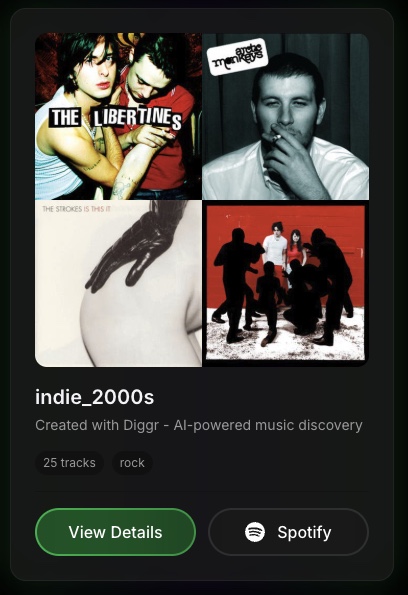 THE LIBERTINES
arctic
monkeys
THE STROKES IS THIS IT
indie_2000s
Created with Diggr - AI-powered music discovery
25 tracks
rock
View Details
Spotify